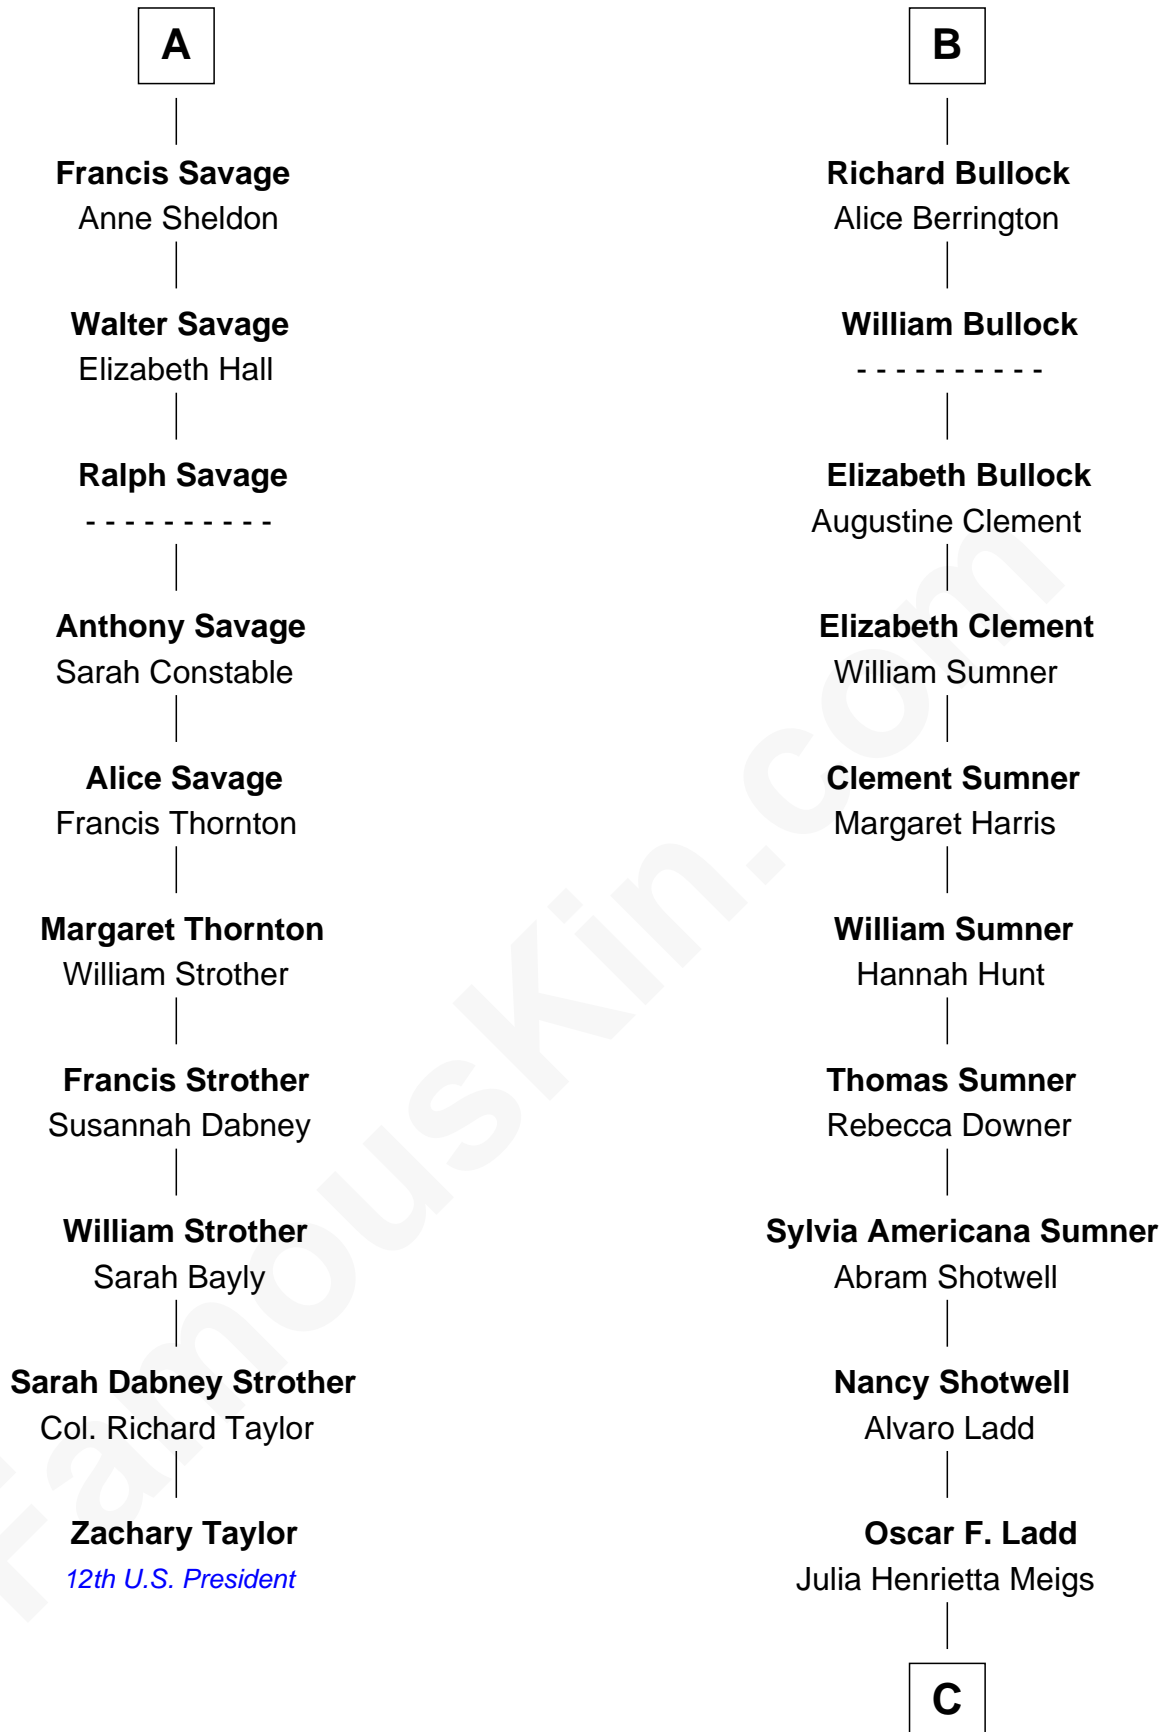 A
Francis Savage
Anne Sheldon
Walter Savage
Elizabeth Hall
Ralph Savage
- - - - - - - - - -
Anthony Savage
Sarah Constable
Alice Savage
Francis Thornton
Margaret Thornton
William Strother
Francis Strother
Susannah Dabney
William Strother
Sarah Bayly
Sarah Dabney Strother
Col. Richard Taylor
Zachary Taylor
12th U.S. President
B
Richard Bullock
Alice Berrington
William Bullock
- - - - - - - - - -
Elizabeth Bullock
Augustine Clement
Elizabeth Clement
William Sumner
Clement Sumner
Margaret Harris
William Sumner
Hannah Hunt
Thomas Sumner
Rebecca Downer
Sylvia Americana Sumner
Abram Shotwell
Nancy Shotwell
Alvaro Ladd
Oscar F. Ladd
Julia Henrietta Meigs
C
FamousKin.com